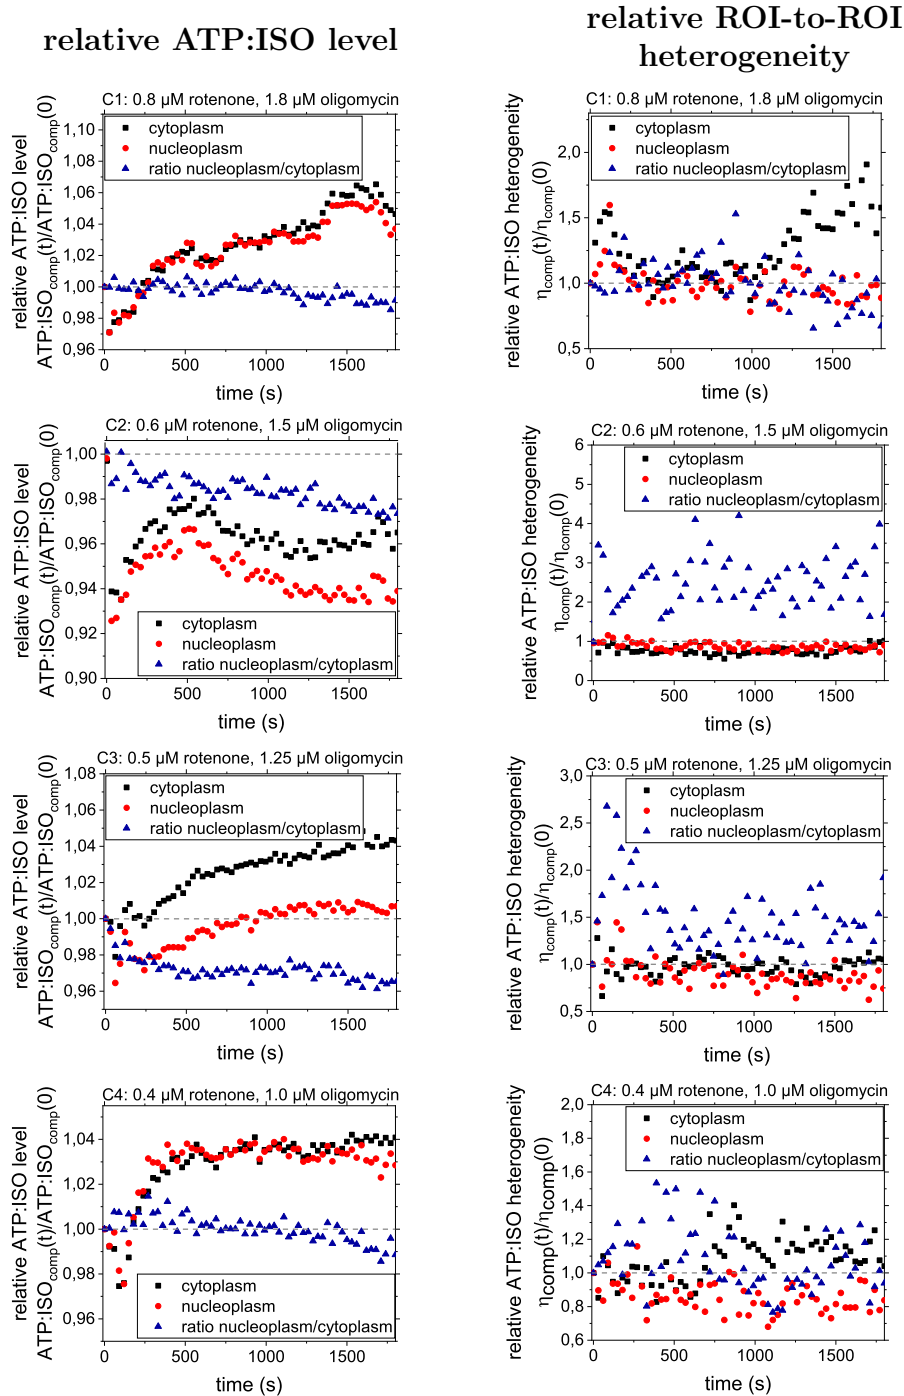 relative ATP:ISO level
relative ROI-to-ROI
heterogeneity
C1: 0.8 µM rotenone, 1.8 µM oligomycin
relative ATP:ISO level
ATP:ISOcomp(t)/ATP:ISOcomp(0)
1,10
1,08
1,06
1,04
1,02
1,00
0,98
0,96
cytoplasm
nucleoplasm
ratio nucleoplasm/cytoplasm
0 500 1000 1500
time (s)
C1: 0.8 µM rotenone, 1.8 µM oligomycin
relative ATP:ISO heterogeneity
ηcomp(t)/ηcomp(0)
2,0
1,5
1,0
0,5
cytoplasm
nucleoplasm
ratio nucleoplasm/cytoplasm
0 500 1000 1500
time (s)
C2: 0.6 µM rotenone, 1.5 µM oligomycin
relative ATP:ISO level
ATP:ISOcomp(t)/ATP:ISOcomp(0)
1,00
0,98
0,96
0,94
0,92
0,90
cytoplasm
nucleoplasm
ratio nucleoplasm/cytoplasm
0 500 1000 1500
time (s)
C2: 0.6 µM rotenone, 1.5 µM oligomycin
relative ATP:ISO heterogeneity
ηcomp(t)/ηcomp(0)
6
5
4
3
2
1
0
cytoplasm
nucleoplasm
ratio nucleoplasm/cytoplasm
0 500 1000 1500
time (s)
C3: 0.5 µM rotenone, 1.25 µM oligomycin
relative ATP:ISO level
ATP:ISOcomp(t)/ATP:ISOcomp(0)
1,08
1,06
1,04
1,02
1,00
0,98
0,96
cytoplasm
nucleoplasm
ratio nucleoplasm/cytoplasm
0 500 1000 1500
time (s)
C3: 0.5 µM rotenone, 1.25 µM oligomycin
relative ATP:ISO heterogeneity
ηcomp(t)/ηcomp(0)
3,0
2,5
2,0
1,5
1,0
0,5
cytoplasm
nucleoplasm
ratio nucleoplasm/cytoplasm
0 500 1000 1500
time (s)
C4: 0.4 µM rotenone, 1.0 µM oligomycin
relative ATP:ISO level
ATP:ISOcomp(t)/ATP:ISOcomp(0)
1,04
1,02
1,00
0,98
0,96
cytoplasm
nucleoplasm
ratio nucleoplasm/cytoplasm
0 500 1000 1500
time (s)
C4: 0.4 µM rotenone, 1.0 µM oligomycin
relative ATP:ISO heterogeneity
ηcomp(t)/ηcomp(0)
2,0
1,8
1,6
1,4
1,2
1,0
0,8
0,6
cytoplasm
nucleoplasm
ratio nucleoplasm/cytoplasm
0 500 1000 1500
time (s)